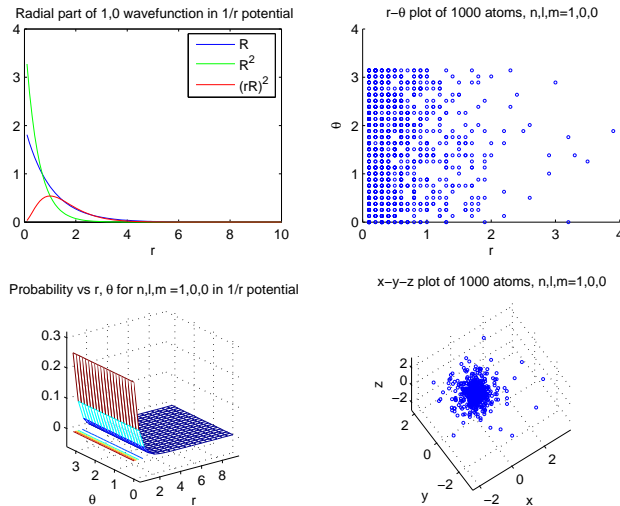 Radial part of 1,0 wavefunction in 1/r potential
4
3
2
1
0
0 2 4 6 8 10
r
R
R²
(rR)²
r−θ plot of 1000 atoms, n,l,m=1,0,0
4
3
2
1
0
θ
0 1 2 3 4
r
Probability vs r, θ for n,l,m =1,0,0 in 1/r potential
0.3
0.2
0.1
0
3 2 1 0
θ
2 4 6 8
r
x−y−z plot of 1000 atoms, n,l,m=1,0,0
2
0
−2
z
2
0
−2
y
−2 0 2
x